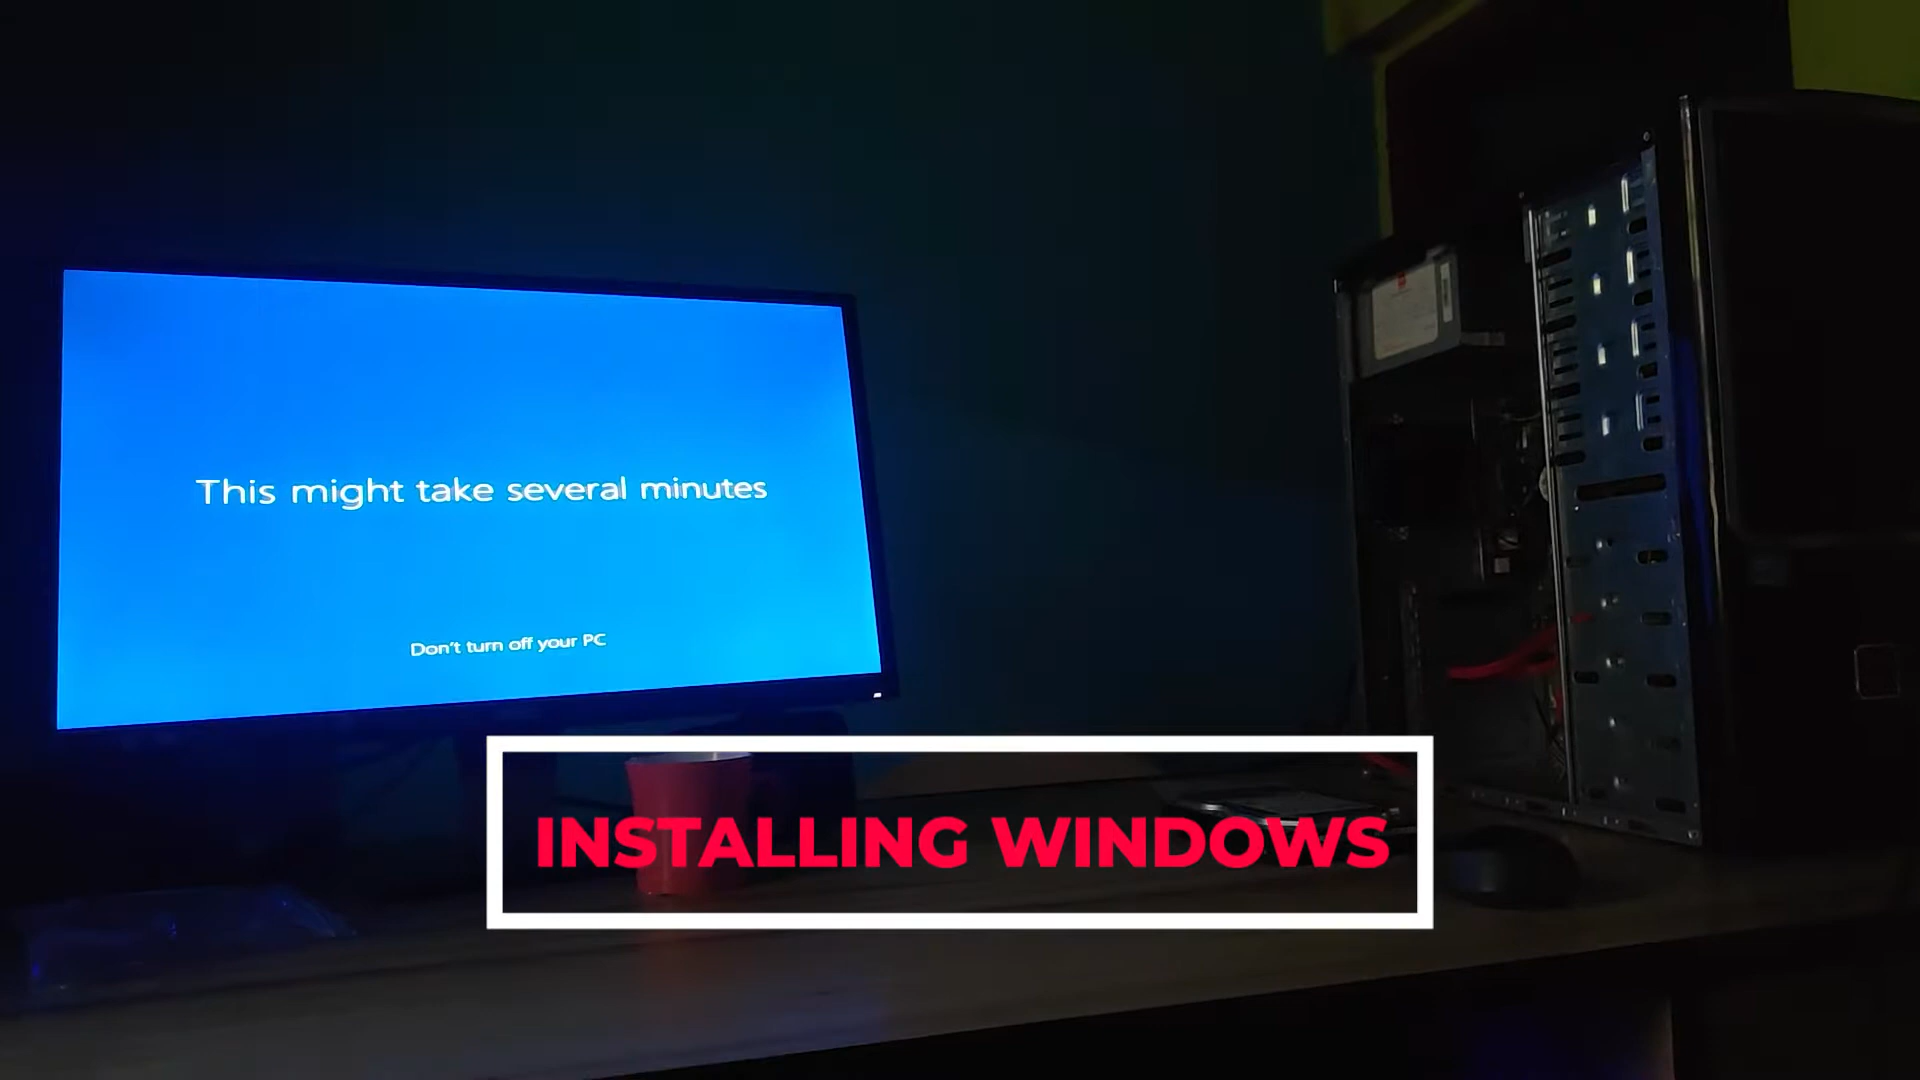 This might take several minutes
Don't turn off your PC
INSTALLING WINDOWS